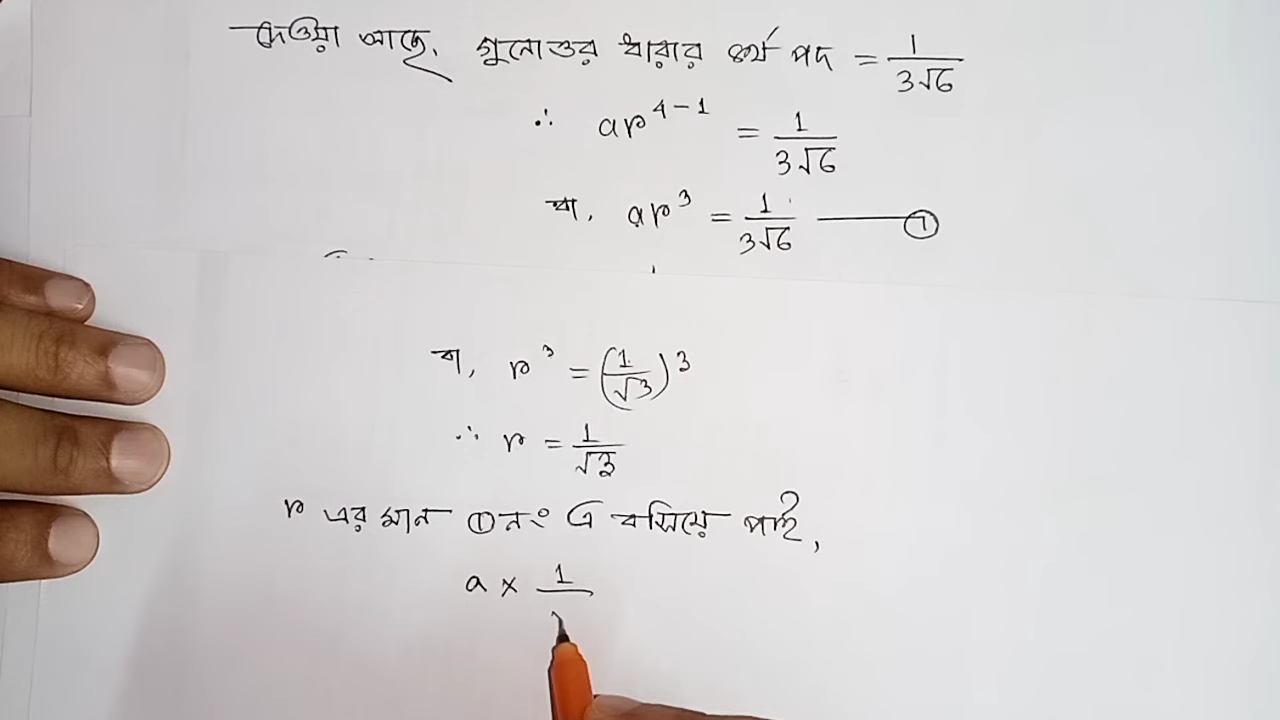 দেওয়া আছে, গুনোত্তর ধারার ৪র্থ পদ = 1/3√6
∴ ar^4-1 = 1/3√6
বা, ar^3 = 1/3√6 —— ①
বা, r^3 = (1/√3)^3
∴ r = 1/√3
r এর মান ①নং এ বসিয়ে পাই,
a × 1/